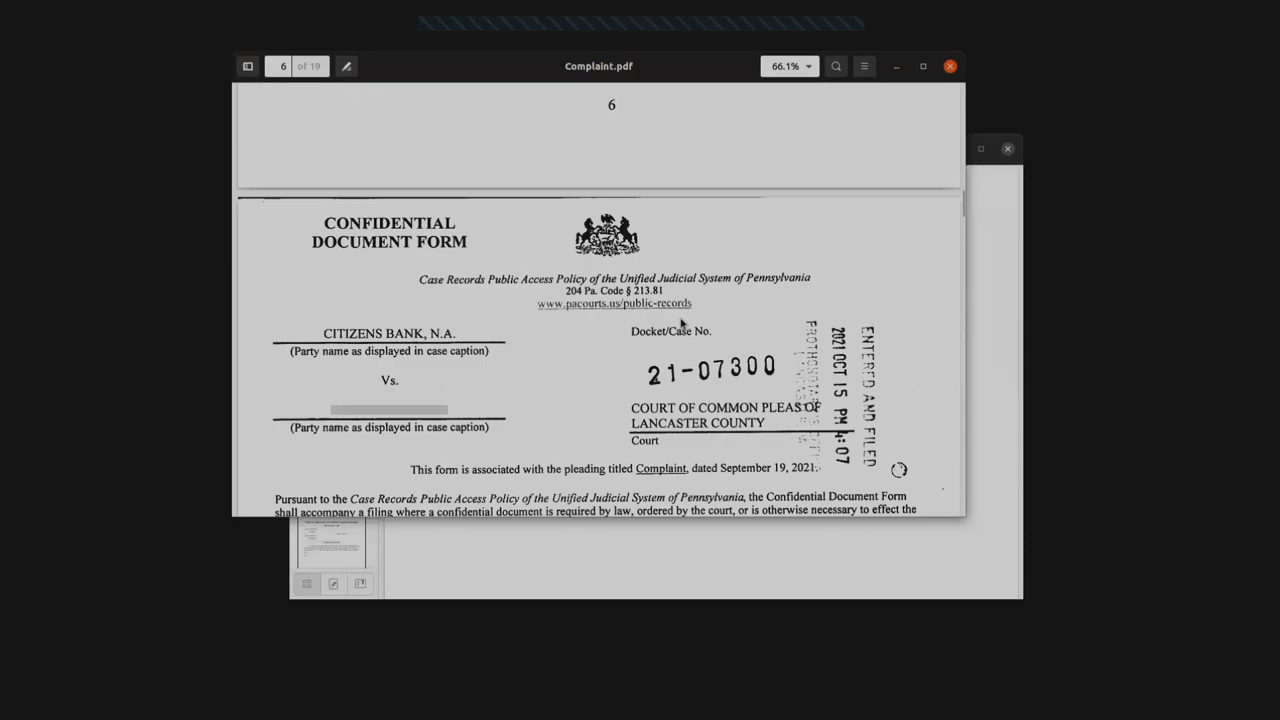 6 of 19
Complaint.pdf
66.1%
6
CONFIDENTIAL
DOCUMENT FORM
Case Records Public Access Policy of the Unified Judicial System of Pennsylvania
204 Pa. Code § 213.81
www.pacourts.us/public-records
CITIZENS BANK, N.A.
(Party name as displayed in case caption)
Vs.
(Party name as displayed in case caption)
Docket/Case No.
21-07300
COURT OF COMMON PLEAS OF
LANCASTER COUNTY
Court
2021 OCT 15 PM 4:07
ENTERED AND FILED
This form is associated with the pleading titled Complaint, dated September 19, 2021.
Pursuant to the Case Records Public Access Policy of the Unified Judicial System of Pennsylvania, the Confidential Document Form
shall accompany a filing where a confidential document is required by law, ordered by the court, or is otherwise necessary to effect the